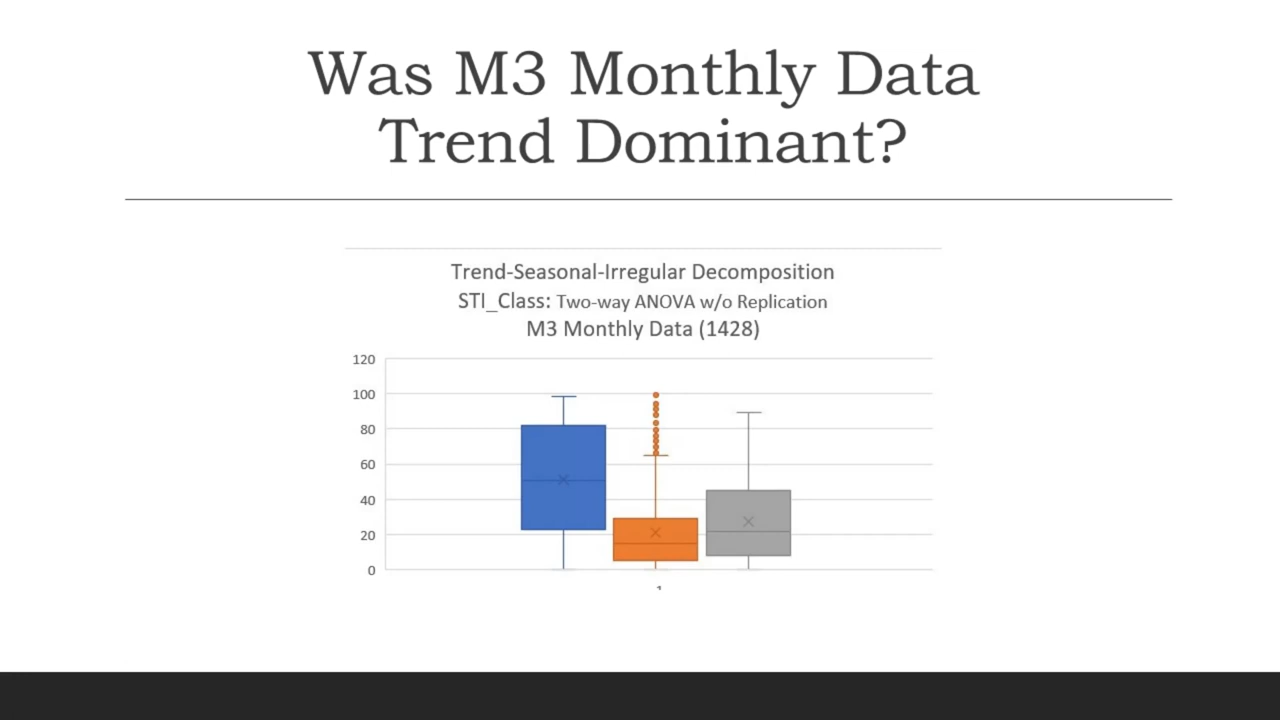 Was M3 Monthly Data
Trend Dominant?
Trend-Seasonal-Irregular Decomposition
STI_Class: Two-way ANOVA w/o Replication
M3 Monthly Data (1428)
120
100
80
60
40
20
0